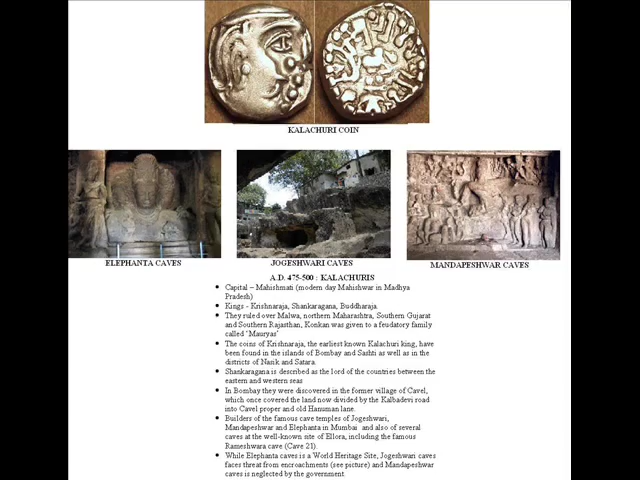 KALACHURI COIN
ELEPHANTA CAVES
JOGESHWARI CAVES
MANDAPESHWAR CAVES
A.D. 475-500 : KALACHURIS
• Capital – Mahishmati (modern day Mahishwar in Madhya
Pradesh)
• Kings - Krishnaraja, Shankaragana, Buddharaja
• They ruled over Malwa, northern Maharashtra, Southern Gujarat
and Southern Rajasthan, Konkan was given to a feudatory family
called "Mauryas"
• The coins of Krishnaraja, the earliest known Kalachuri king, have
been found in the islands of Bombay and Sashti as well as in the
districts of Nasik and Satara.
• Shankaragana is described as the lord of the countries between the
eastern and western seas
• In Bombay they were discovered in the former village of Cavel,
which once covered the land now divided by the Kalbadevi road
into Cavel proper and old Hanuman lane.
• Builders of the famous cave temples of Jogeshwari,
Mandapeshwar and Elephanta in Mumbai and also of several
caves at the well-known site of Ellora, including the famous
Rameshwara cave (Cave 21).
• While Elephanta caves is a World Heritage Site, Jogeshwari caves
faces threat from encroachments (see picture) and Mandapeshwar
caves is neglected by the government.